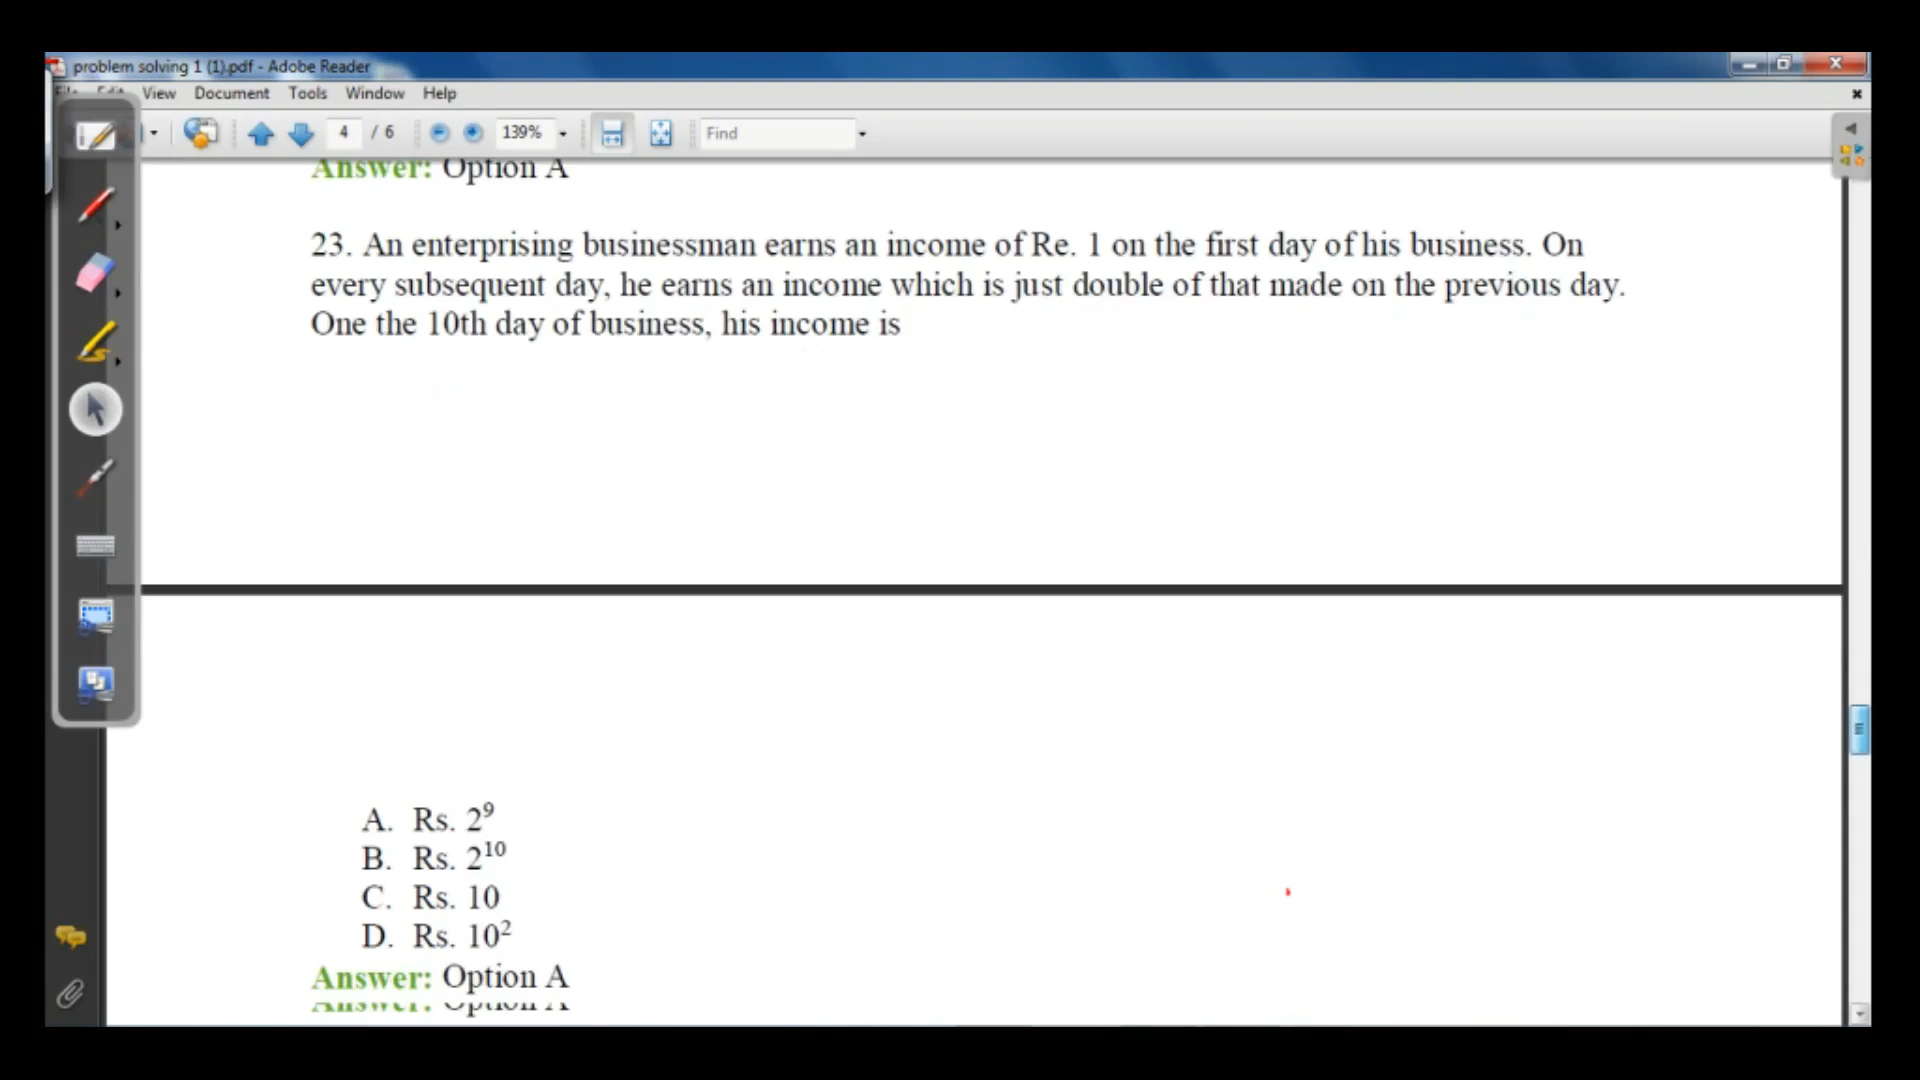 problem solving 1 (1).pdf - Adobe Reader
View Document Tools Window Help
4 / 6 139% Find
Answer: Option A
23. An enterprising businessman earns an income of Re. 1 on the first day of his business. On
every subsequent day, he earns an income which is just double of that made on the previous day.
One the 10th day of business, his income is
A. Rs. 2⁹
B. Rs. 2¹⁰
C. Rs. 10
D. Rs. 10²
Answer: Option A